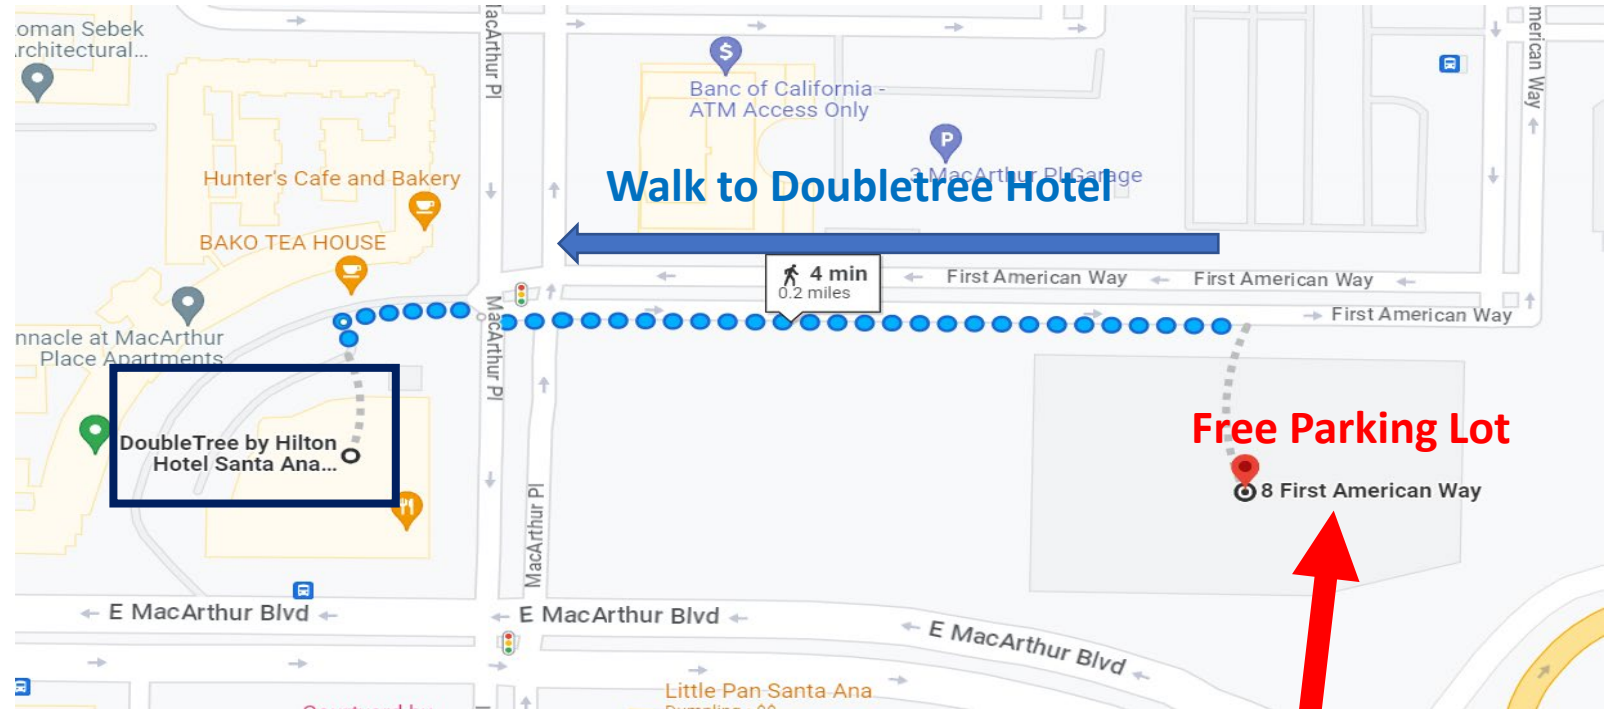 oman Sebek
rchitectural...
MacArthur Pl
merican Way
$
Banc of California -
ATM Access Only
P
3 MacArthur Pl Garage
Hunter's Cafe and Bakery
Walk to Doubletree Hotel
BAKO TEA HOUSE
4 min
0.2 miles
First American Way
First American Way
First American Way
MacArthur Pl
nnacle at MacArthur
Place Apartments
DoubleTree by Hilton
Hotel Santa Ana...
Free Parking Lot
8 First American Way
MacArthur Pl
E MacArthur Blvd
E MacArthur Blvd
E MacArthur Blvd
Little Pan Santa Ana